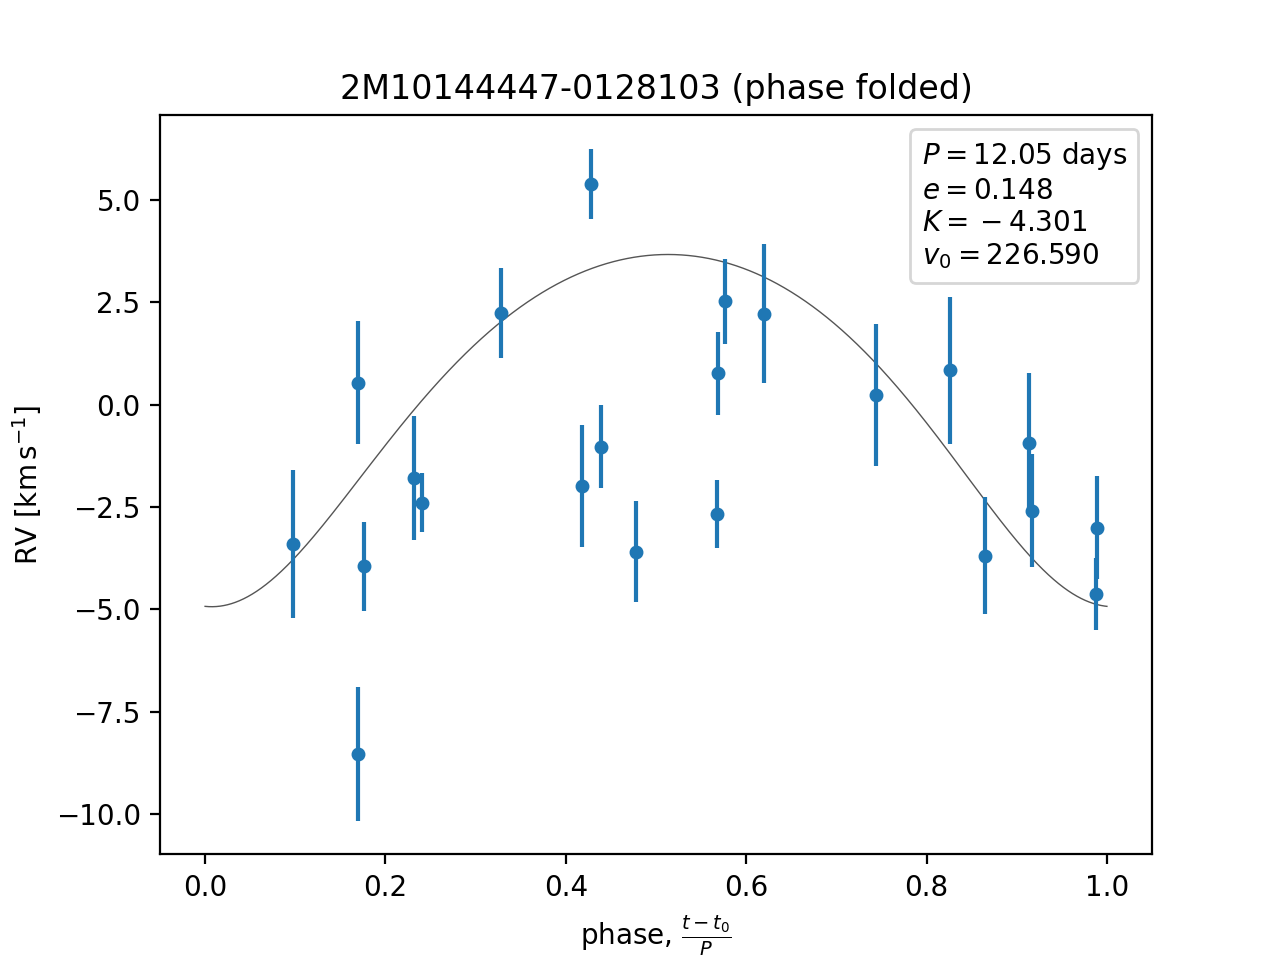 2M10144447-0128103 (phase folded)
P = 12.05 days
e = 0.148
K = −4.301
v₀ = 226.590
5.0
2.5
0.0
−2.5
−5.0
−7.5
−10.0
RV [km s⁻¹]
0.0 0.2 0.4 0.6 0.8 1.0
phase, (t − t₀)/P